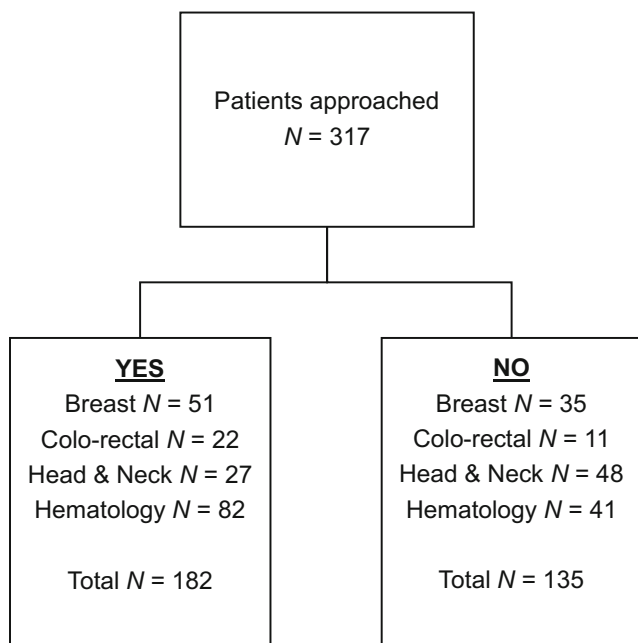 Patients approached
N = 317
YES
Breast N = 51
Colo-rectal N = 22
Head & Neck N = 27
Hematology N = 82
Total N = 182
NO
Breast N = 35
Colo-rectal N = 11
Head & Neck N = 48
Hematology N = 41
Total N = 135